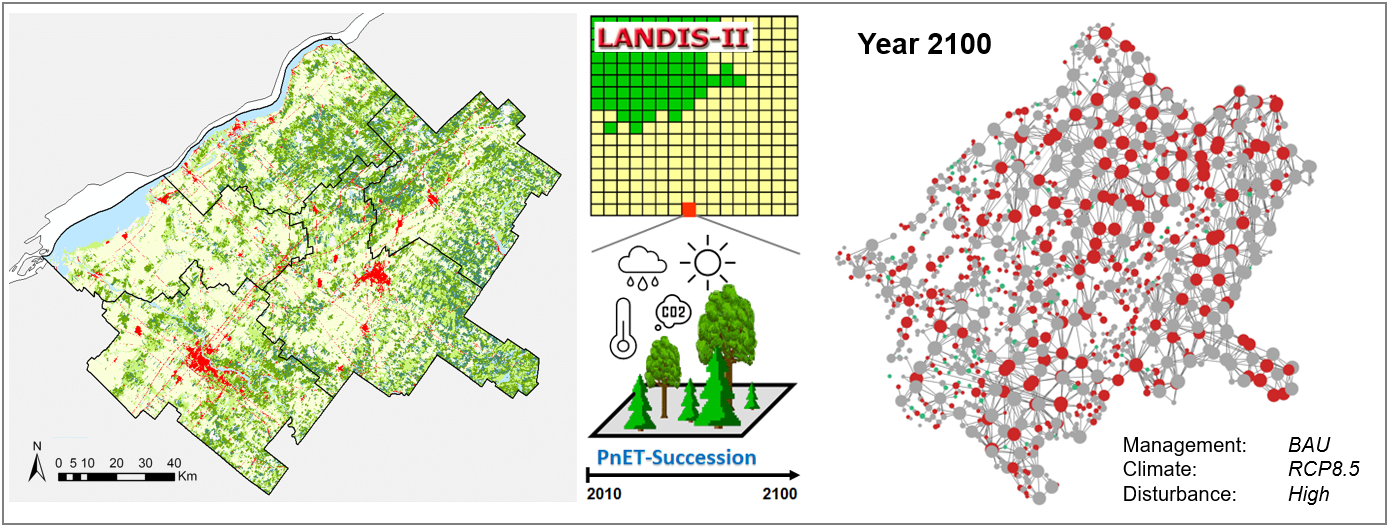 N
0 5 10 20 30 40
Km
LANDIS-II
CO2
PnET-Succession
2010 2100
Year 2100
Management: BAU
Climate: RCP8.5
Disturbance: High